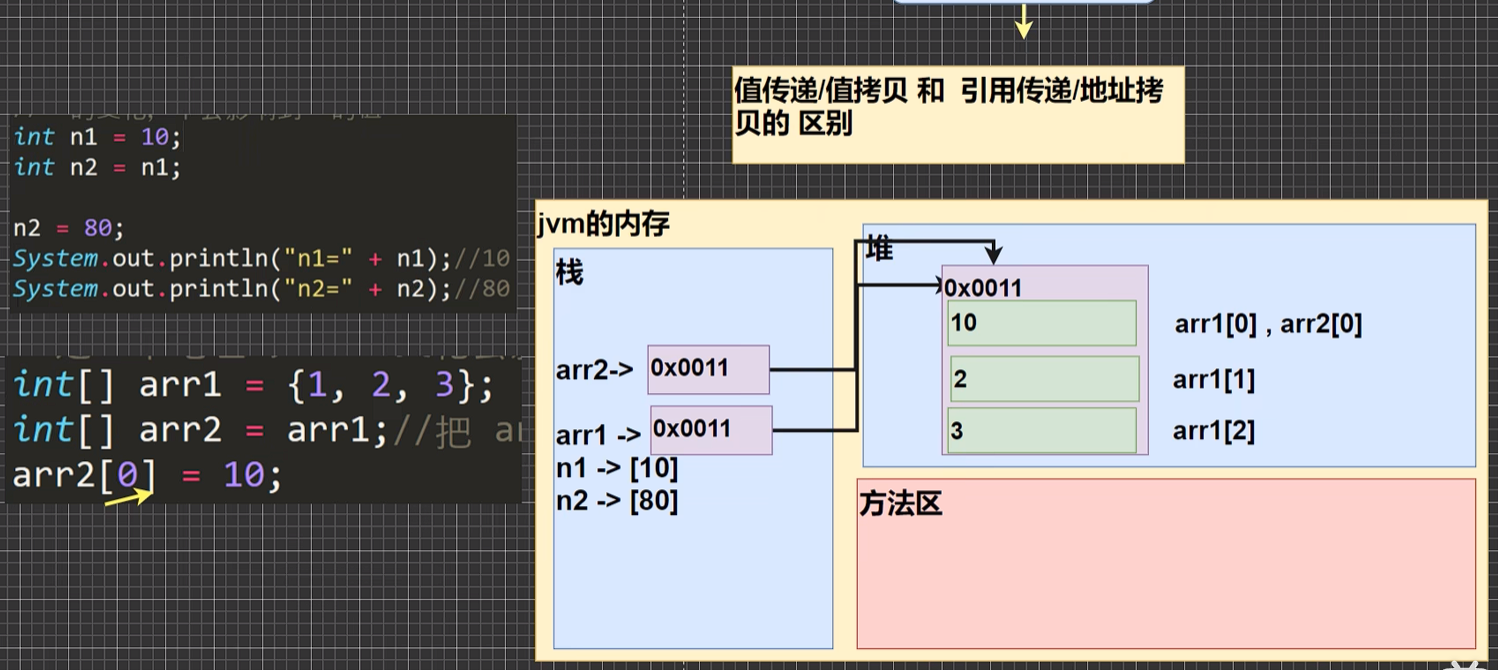 值传递/值拷贝 和 引用传递/地址拷
贝的 区别
int n1 = 10;
int n2 = n1;
n2 = 80;
System.out.println("n1=" + n1);//10
System.out.println("n2=" + n2);//80
int[] arr1 = {1, 2, 3};
int[] arr2 = arr1;//把
arr2[0] = 10;
jvm的内存
栈
arr2-> 0x0011
arr1 -> 0x0011
n1 -> [10]
n2 -> [80]
堆
0x0011
10 arr1[0] , arr2[0]
2 arr1[1]
3 arr1[2]
方法区